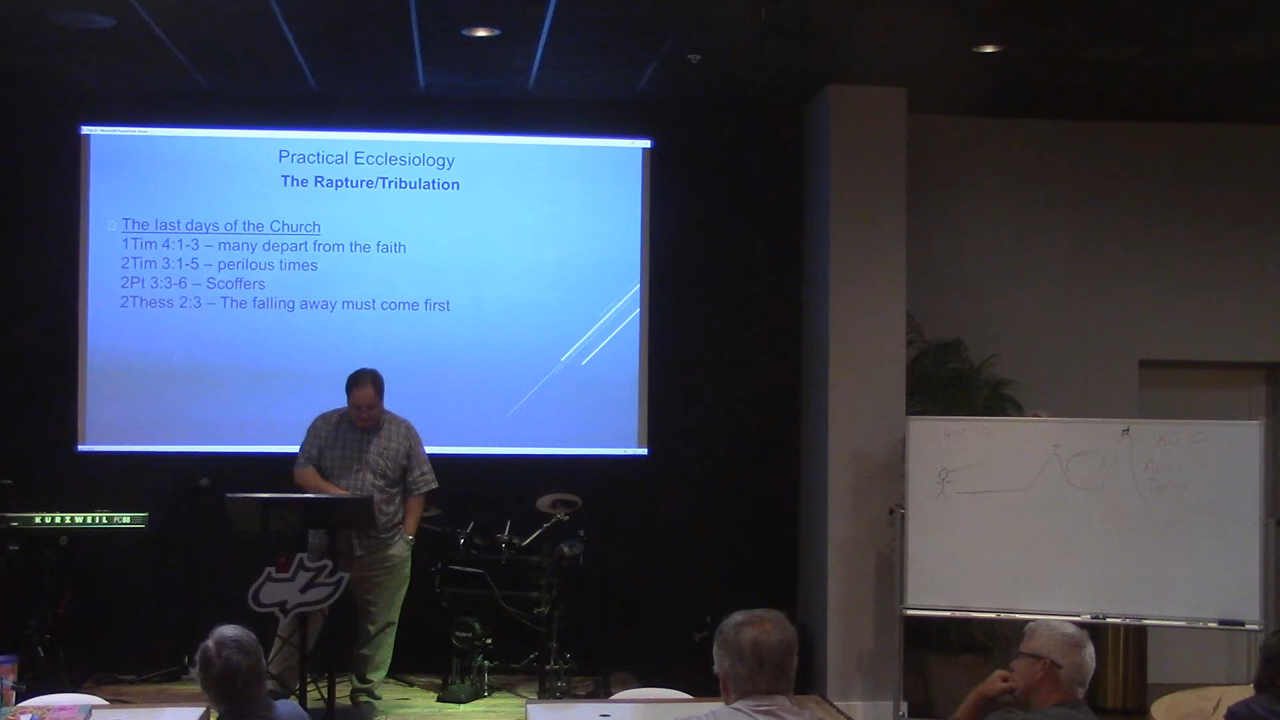 Practical Ecclesiology
The Rapture/Tribulation
The last days of the Church
1Tim 4:1-3 – many depart from the faith
2Tim 3:1-5 – perilous times
2Pt 3:3-6 – Scoffers
2Thess 2:3 – The falling away must come first
KURZWEIL PC88
Roland